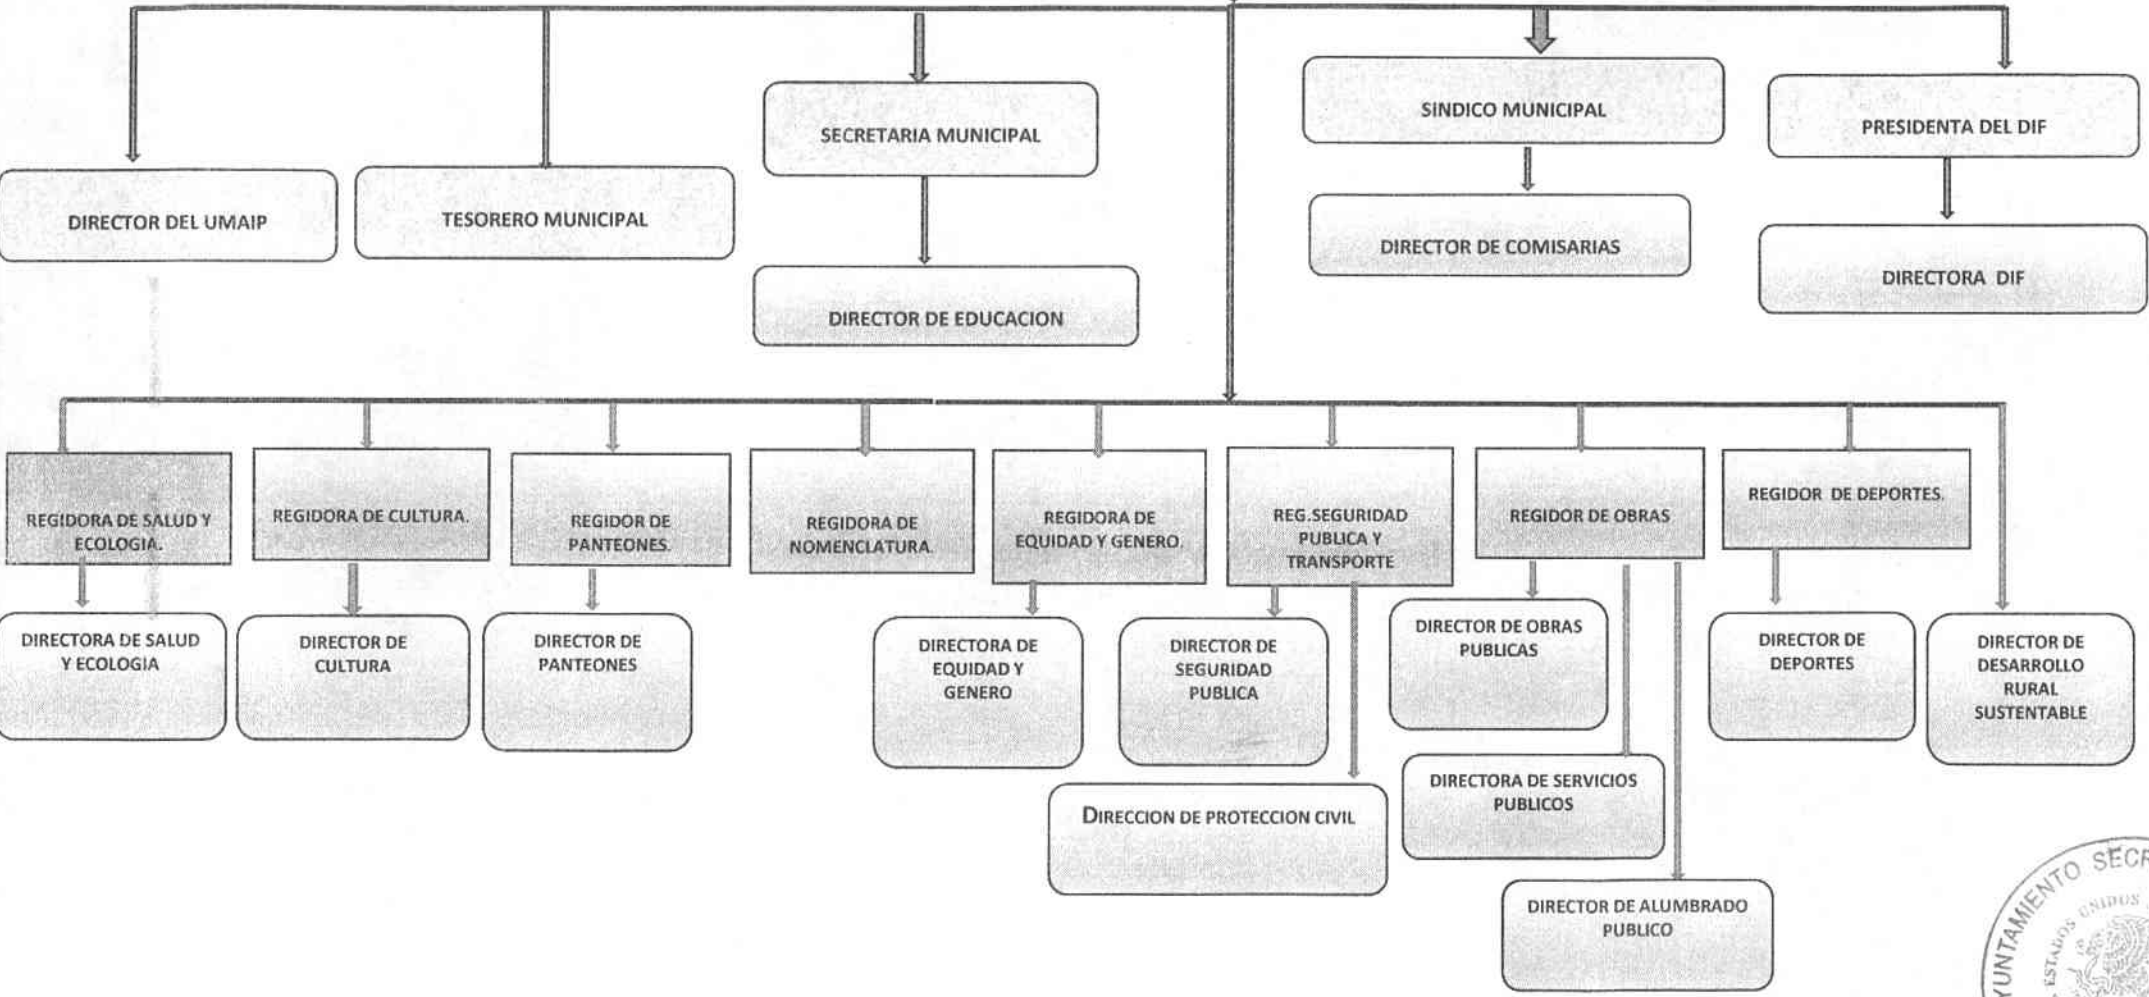 SINDICO MUNICIPAL
PRESIDENTA DEL DIF
SECRETARIA MUNICIPAL
DIRECTOR DEL UMAIP
TESORERO MUNICIPAL
DIRECTOR DE COMISARIAS
DIRECTORA DIF
DIRECTOR DE EDUCACION
REGIDORA DE SALUD Y
ECOLOGIA.
REGIDORA DE CULTURA.
REGIDOR DE
PANTEONES.
REGIDORA DE
NOMENCLATURA.
REGIDORA DE
EQUIDAD Y GENERO.
REG.SEGURIDAD
PUBLICA Y
TRANSPORTE
REGIDOR DE OBRAS
REGIDOR DE DEPORTES.
DIRECTORA DE SALUD
Y ECOLOGIA
DIRECTOR DE
CULTURA
DIRECTOR DE
PANTEONES
DIRECTORA DE
EQUIDAD Y
GENERO
DIRECTOR DE
SEGURIDAD
PUBLICA
DIRECTOR DE OBRAS
PUBLICAS
DIRECTOR DE
DEPORTES
DIRECTOR DE
DESARROLLO
RURAL
SUSTENTABLE
DIRECCION DE PROTECCION CIVIL
DIRECTORA DE SERVICIOS
PUBLICOS
DIRECTOR DE ALUMBRADO
PUBLICO
YUNTAMIENTO SECR
ESTADOS UNIDOS